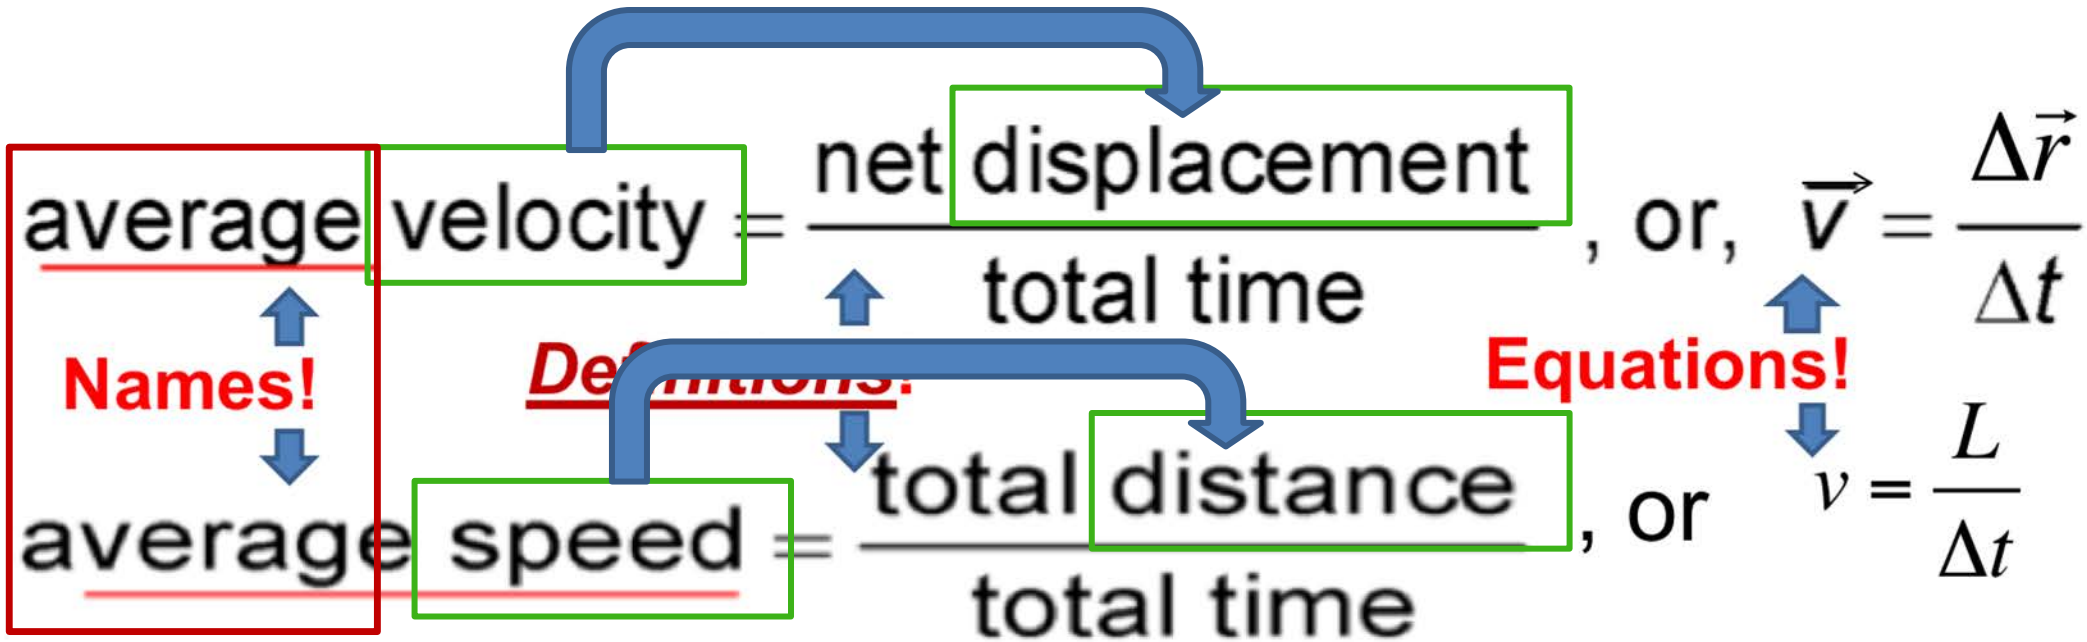 net displacement
average velocity = , or, v⃗ = Δr⃗ / Δt
total time
Names! Definitions! Equations!
total distance
average speed = , or v = L / Δt
total time